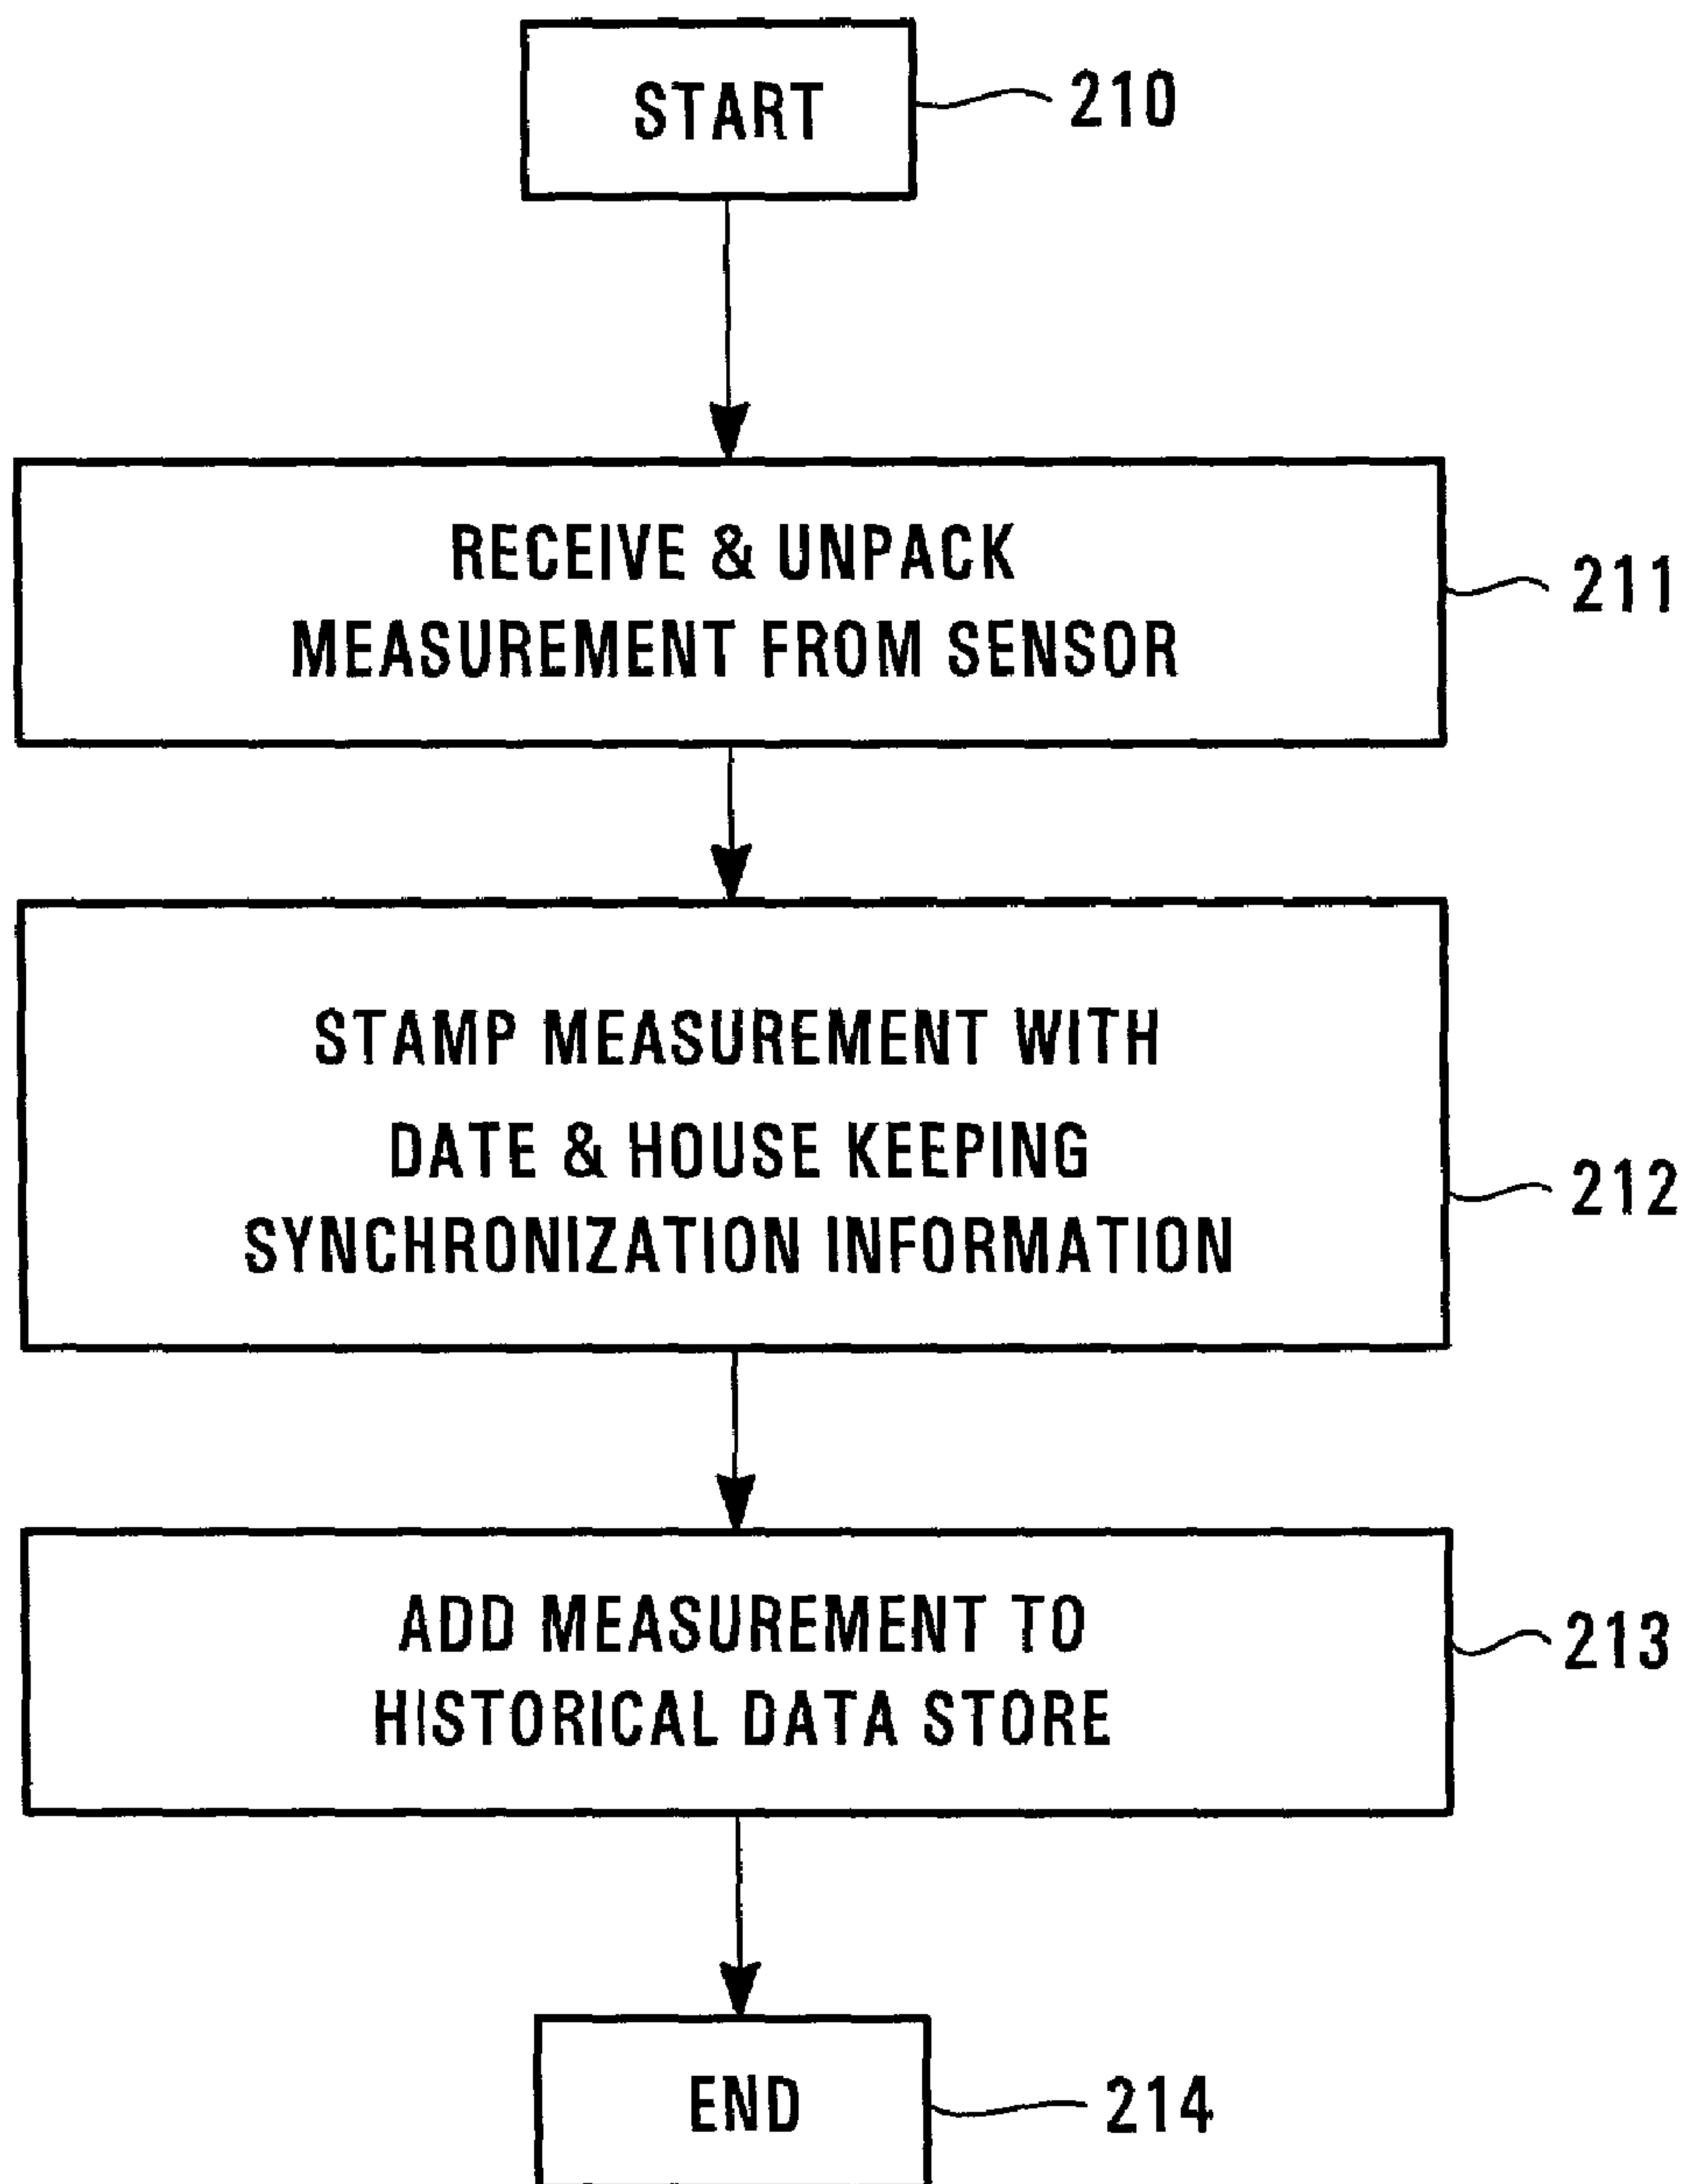 START
210
RECEIVE & UNPACK
MEASUREMENT FROM SENSOR
211
STAMP MEASUREMENT WITH
DATE & HOUSE KEEPING
SYNCHRONIZATION INFORMATION
212
ADD MEASUREMENT TO
HISTORICAL DATA STORE
213
END
214